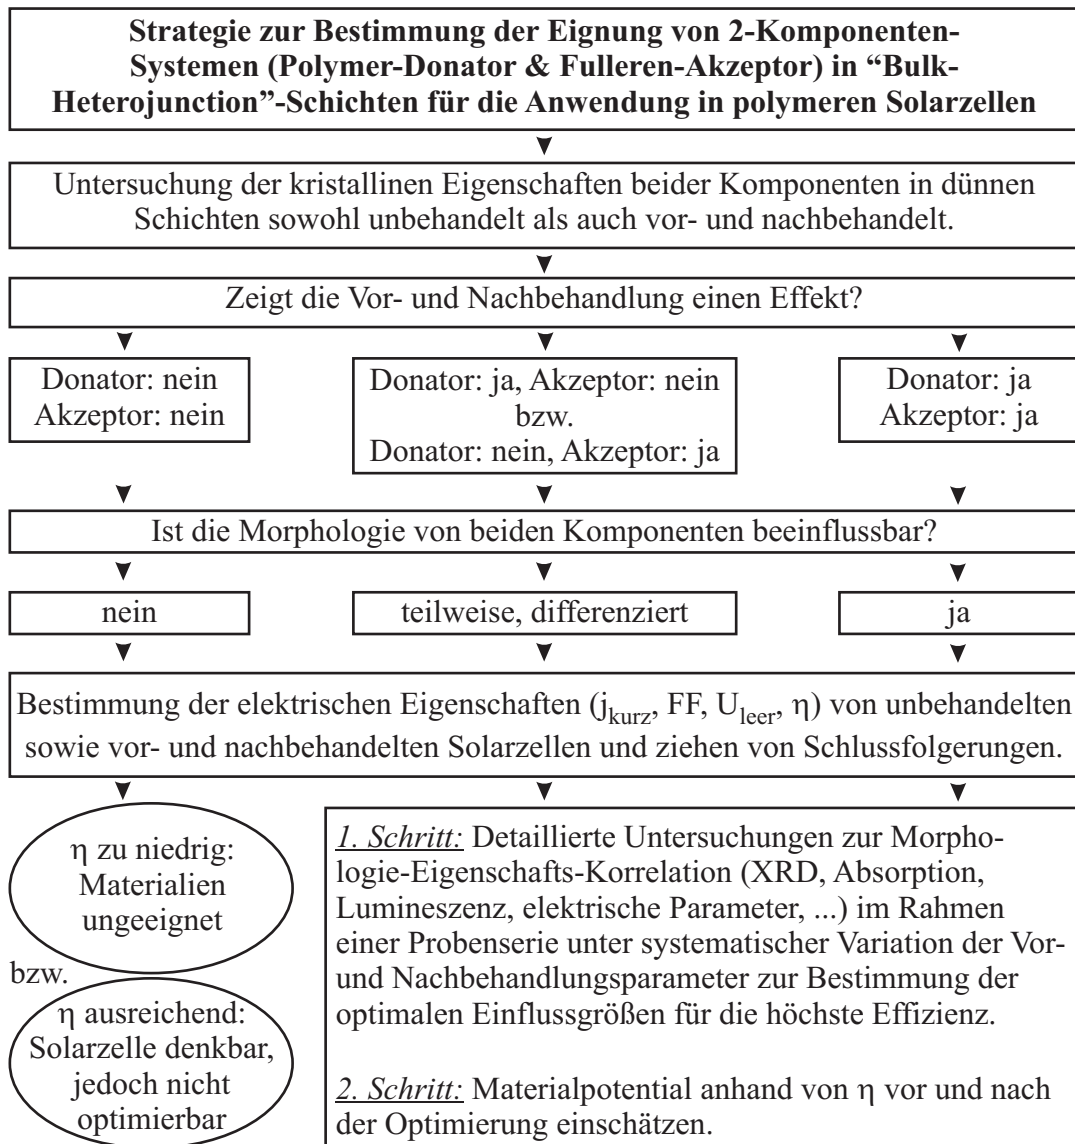 Strategie zur Bestimmung der Eignung von 2-Komponenten-
Systemen (Polymer-Donator & Fulleren-Akzeptor) in “Bulk-
Heterojunction”-Schichten für die Anwendung in polymeren Solarzellen
Untersuchung der kristallinen Eigenschaften beider Komponenten in dünnen
Schichten sowohl unbehandelt als auch vor- und nachbehandelt.
Zeigt die Vor- und Nachbehandlung einen Effekt?
Donator: nein
Akzeptor: nein
Donator: ja, Akzeptor: nein
bzw.
Donator: nein, Akzeptor: ja
Donator: ja
Akzeptor: ja
Ist die Morphologie von beiden Komponenten beeinflussbar?
nein
teilweise, differenziert
ja
Bestimmung der elektrischen Eigenschaften (j_kurz, FF, U_leer, η) von unbehandelten
sowie vor- und nachbehandelten Solarzellen und ziehen von Schlussfolgerungen.
η zu niedrig:
Materialien
ungeeignet
bzw.
η ausreichend:
Solarzelle denkbar,
jedoch nicht
optimierbar
1. Schritt: Detaillierte Untersuchungen zur Morpho-
logie-Eigenschafts-Korrelation (XRD, Absorption,
Lumineszenz, elektrische Parameter, ...) im Rahmen
einer Probenserie unter systematischer Variation der Vor-
und Nachbehandlungsparameter zur Bestimmung der
optimalen Einflussgrößen für die höchste Effizienz.
2. Schritt: Materialpotential anhand von η vor und nach
der Optimierung einschätzen.